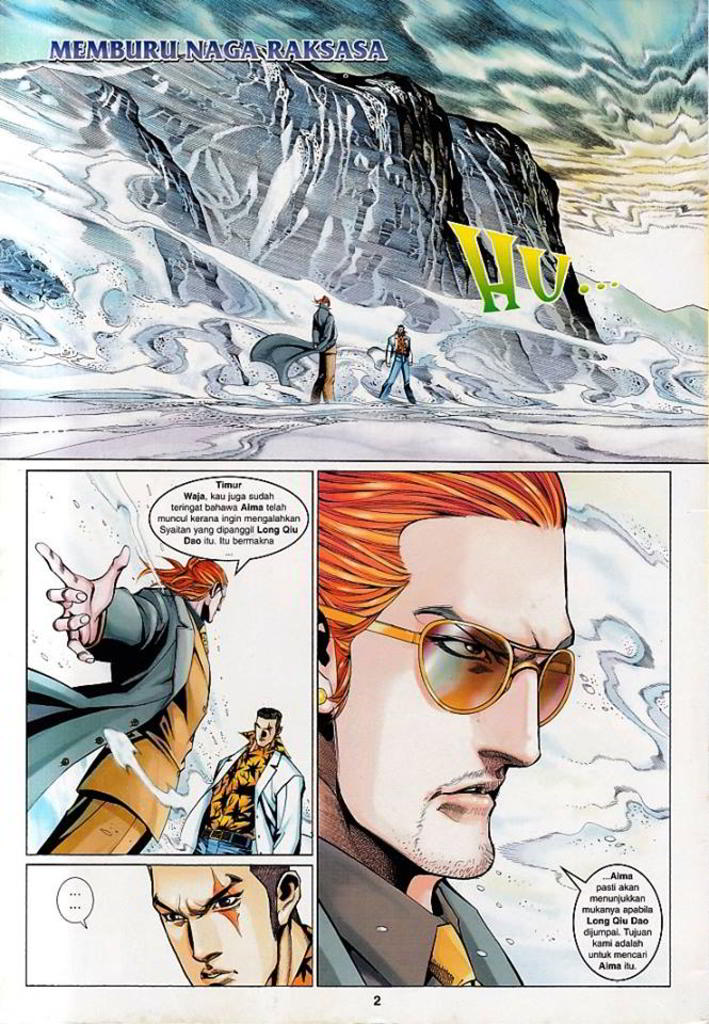 MEMBURU NAGA RAKSASA
HU...
Timur
Waja, kau juga sudah
teringat bahawa Alma telah
muncul kerana ingin mengalahkan
Syaitan yang dipanggil Long Qiu
Dao itu. Itu bermakna
...
...Alma
pasti akan
menunjukkan
mukanya apabila
Long Qiu Dao
dijumpai. Tujuan
kami adalah
untuk mencari
Alma itu.
...
...
2